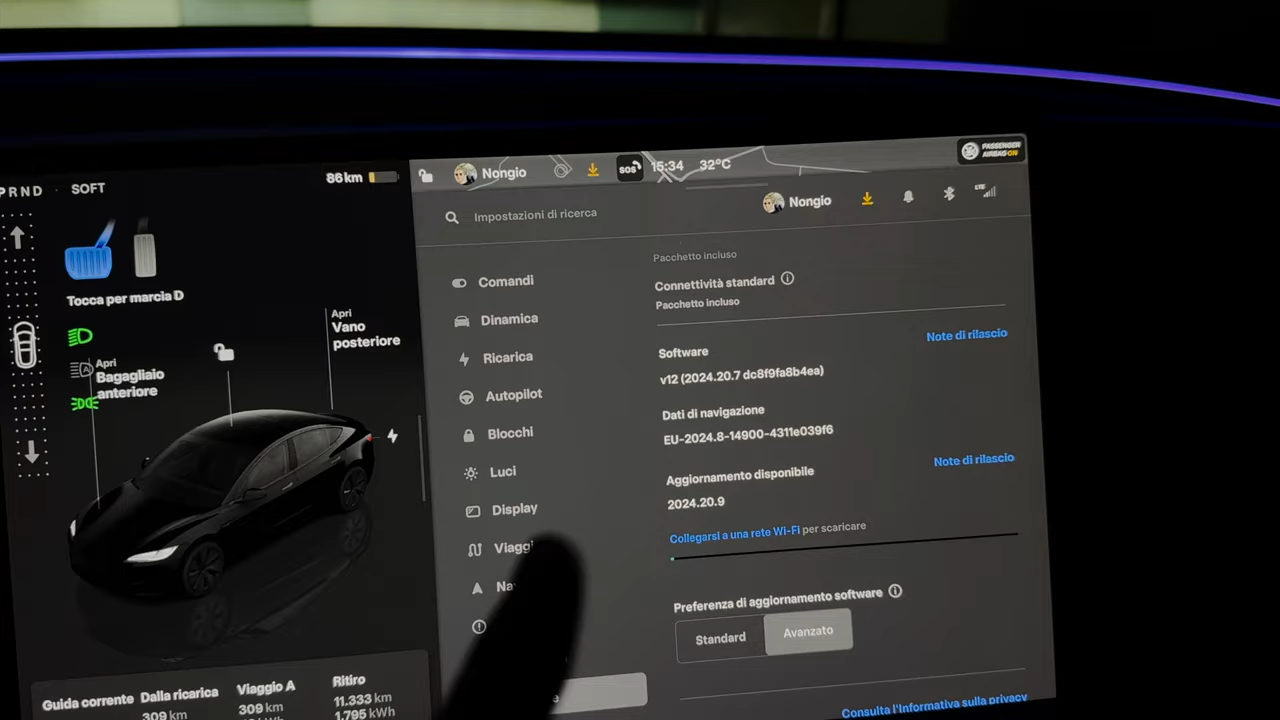 PRND
SOFT
86 km
Tocca per marcia D
Apri
Vano
posteriore
Apri
Bagagliaio
anteriore
Guida corrente
Dalla ricarica
309 km
Viaggio A
309 km
Ritiro
11.333 km
1.795 kWh
Nongio
SOS
15:34
32°C
PASSENGER
AIRBAG ON
Impostazioni di ricerca
Nongio
LTE
Comandi
Dinamica
Ricarica
Autopilot
Blocchi
Luci
Display
Viagg
Na
Pacchetto incluso
Connettività standard
Pacchetto incluso
Software
Note di rilascio
v12 (2024.20.7 dc8f9fa8b4ea)
Dati di navigazione
EU-2024.8-14900-4311e039f6
Aggiornamento disponibile
Note di rilascio
2024.20.9
Collegarsi a una rete Wi-Fi per scaricare
Preferenza di aggiornamento software
Standard
Avanzato
Consulta l'Informativa sulla privacy